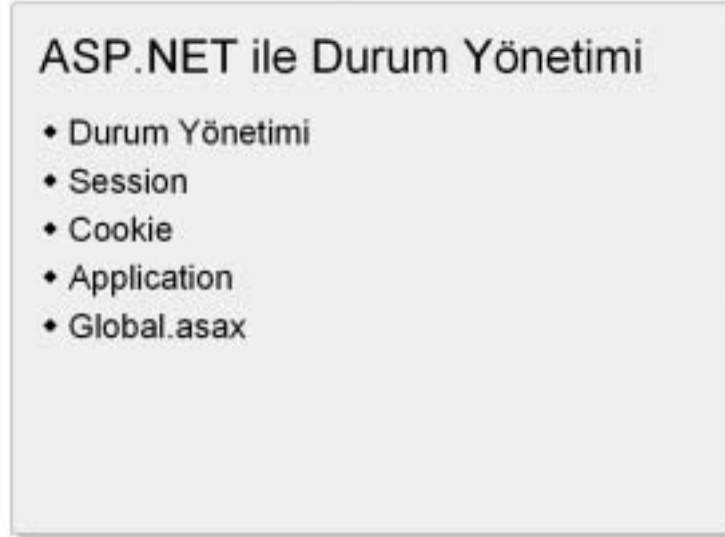 ASP.NET ile Durum Yönetimi
◆ Durum Yönetimi
◆ Session
◆ Cookie
◆ Application
◆ Global.asax